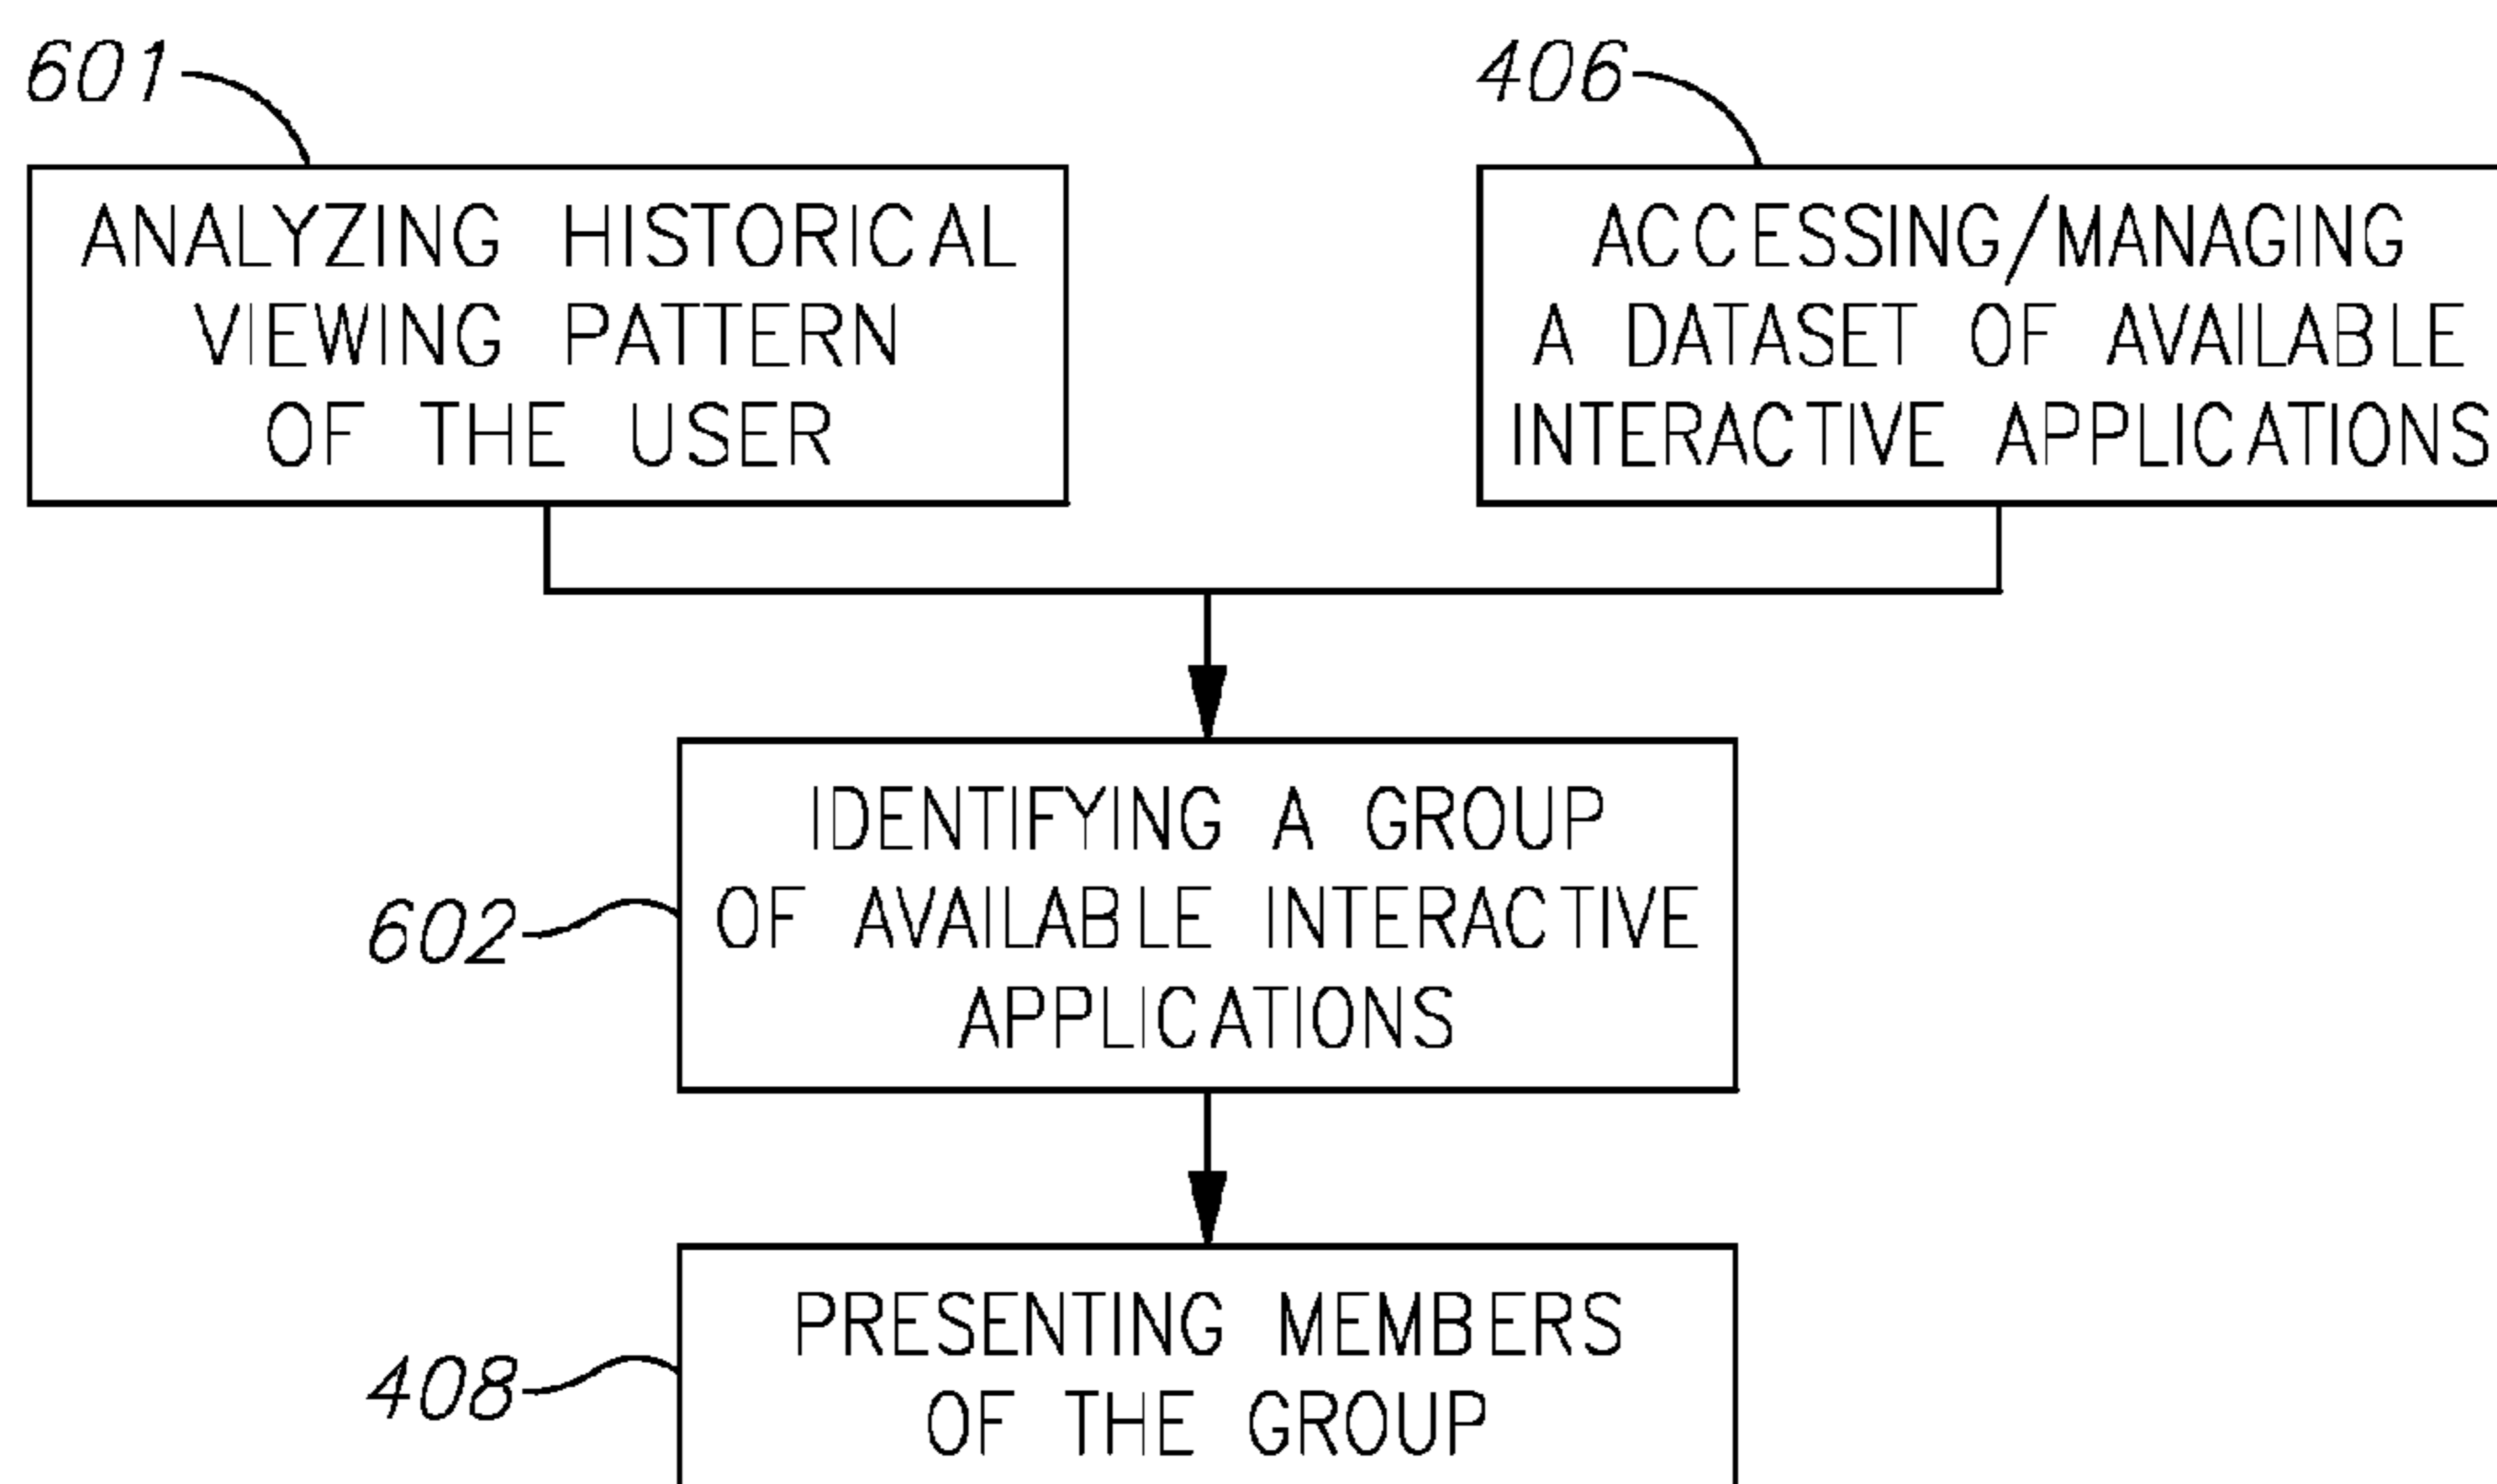 601
ANALYZING HISTORICAL
VIEWING PATTERN
OF THE USER
406
ACCESSING/MANAGING
A DATASET OF AVAILABLE
INTERACTIVE APPLICATIONS
602
IDENTIFYING A GROUP
OF AVAILABLE INTERACTIVE
APPLICATIONS
408
PRESENTING MEMBERS
OF THE GROUP